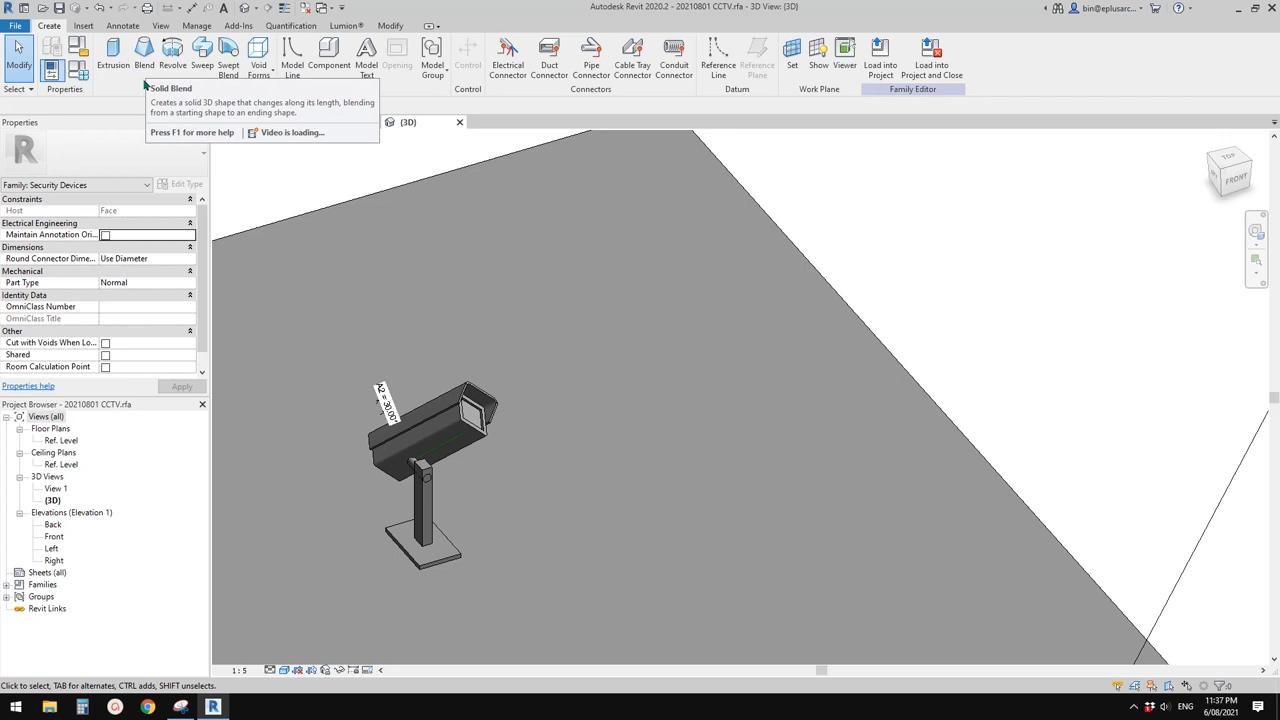 Autodesk Revit 2020.2 - 20210801 CCTV.rfa - 3D View: {3D}
bin@eplusarc...
File Create Insert Annotate View Manage Add-Ins Quantification Lumion® Modify
Modify Extrusion Blend Revolve Sweep Swept Blend Void Forms Model Line Component Model Text Opening Model Group Control Electrical Connector Duct Connector Pipe Connector Cable Tray Connector Conduit Connector Reference Line Reference Plane Set Show Viewer Load into Project Load into Project and Close
Select Properties Control Connectors Datum Work Plane Family Editor
Solid Blend
Creates a solid 3D shape that changes along its length, blending
from a starting shape to an ending shape.
Press F1 for more help Video is loading...
Properties
{3D}
Family: Security Devices Edit Type
Constraints
Host Face
Electrical Engineering
Maintain Annotation Ori...
Dimensions
Round Connector Dime... Use Diameter
Mechanical
Part Type Normal
Identity Data
OmniClass Number
OmniClass Title
Other
Cut with Voids When Lo...
Shared
Room Calculation Point
Properties help Apply
Project Browser - 20210801 CCTV.rfa
Views (all)
Floor Plans
Ref. Level
Ceiling Plans
Ref. Level
3D Views
View 1
{3D}
Elevations (Elevation 1)
Back
Front
Left
Right
Sheets (all)
Families
Groups
Revit Links
A2 = 30.00°
TOP
FRONT
1 : 5
Click to select, TAB for alternates, CTRL adds, SHIFT unselects.
:0
ENG
11:37 PM
6/08/2021